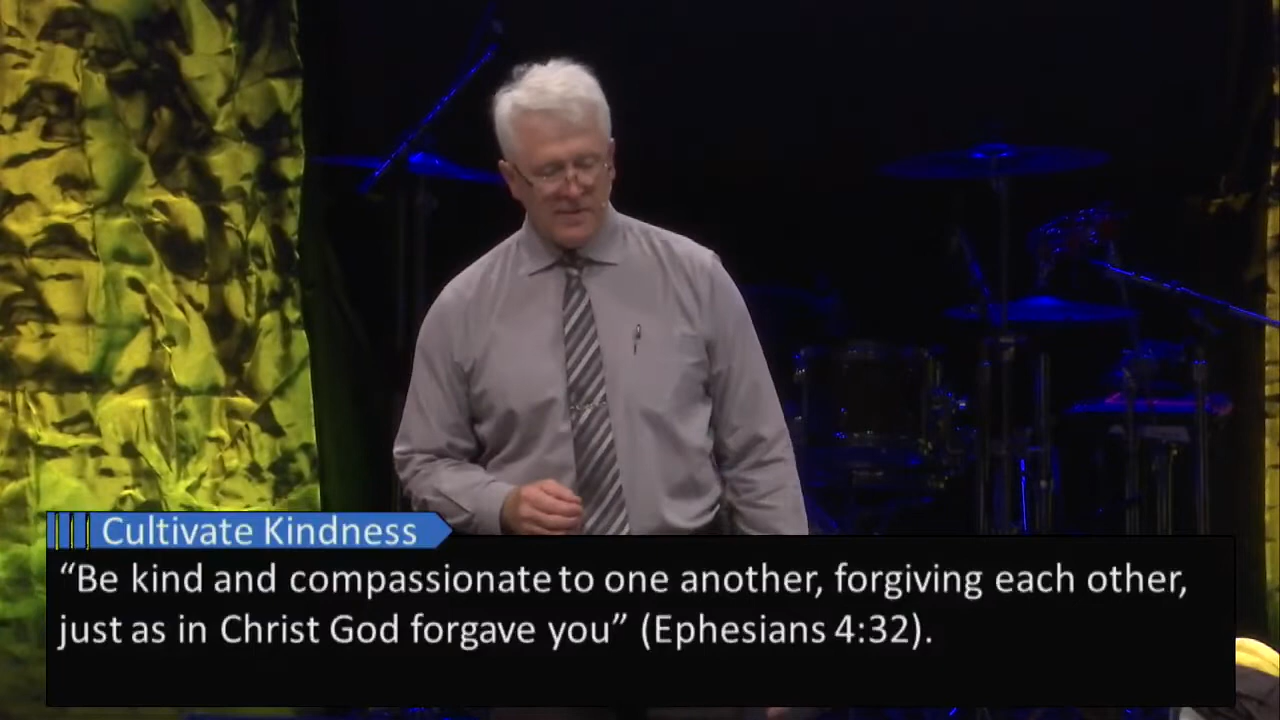 Cultivate Kindness
“Be kind and compassionate to one another, forgiving each other,
just as in Christ God forgave you” (Ephesians 4:32).